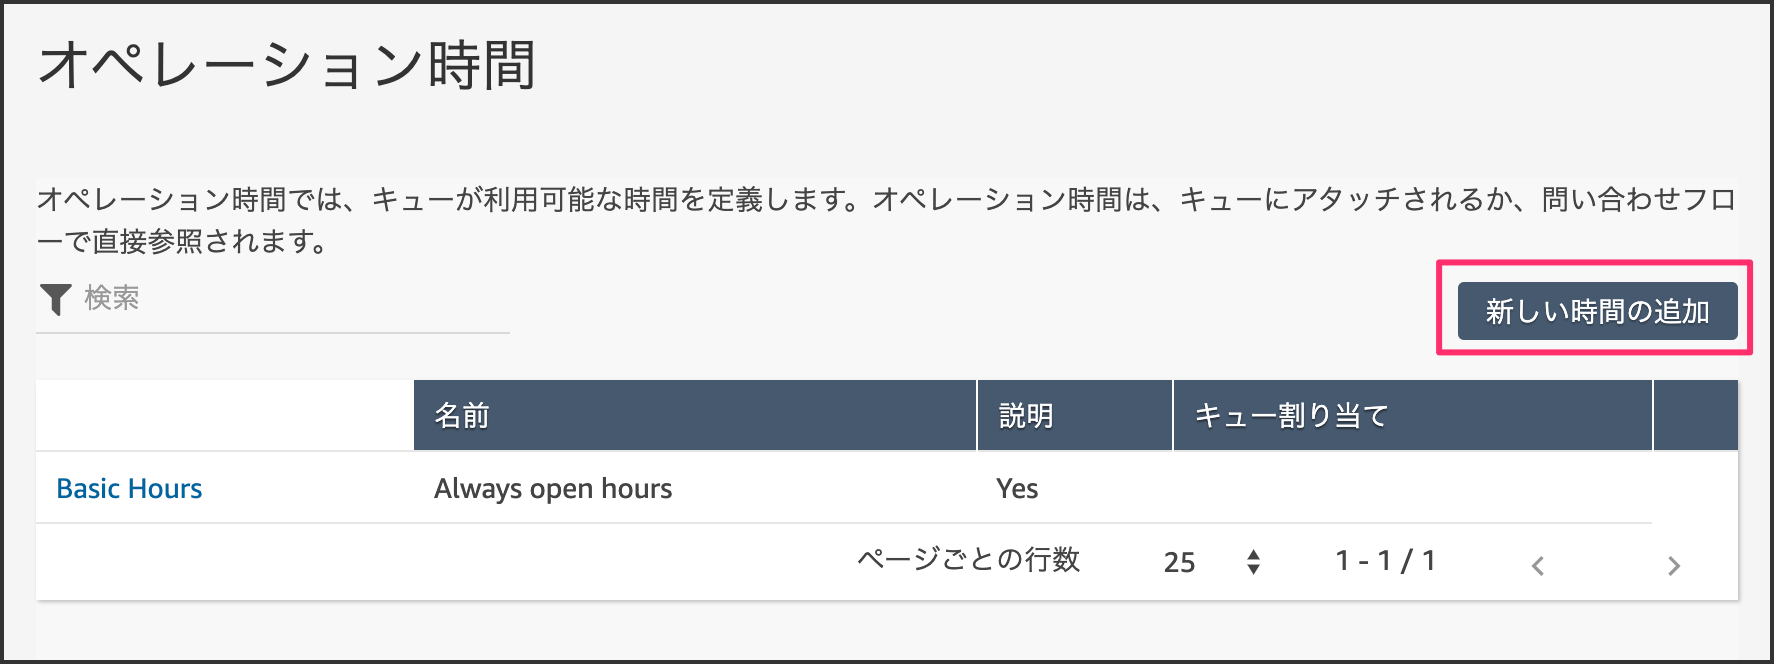 オペレーション時間
オペレーション時間では、キューが利用可能な時間を定義します。オペレーション時間は、キューにアタッチされるか、問い合わせフロ
ーで直接参照されます。
検索
新しい時間の追加
名前 説明 キュー割り当て
Basic Hours Always open hours Yes
ページごとの行数 25 1 - 1 / 1